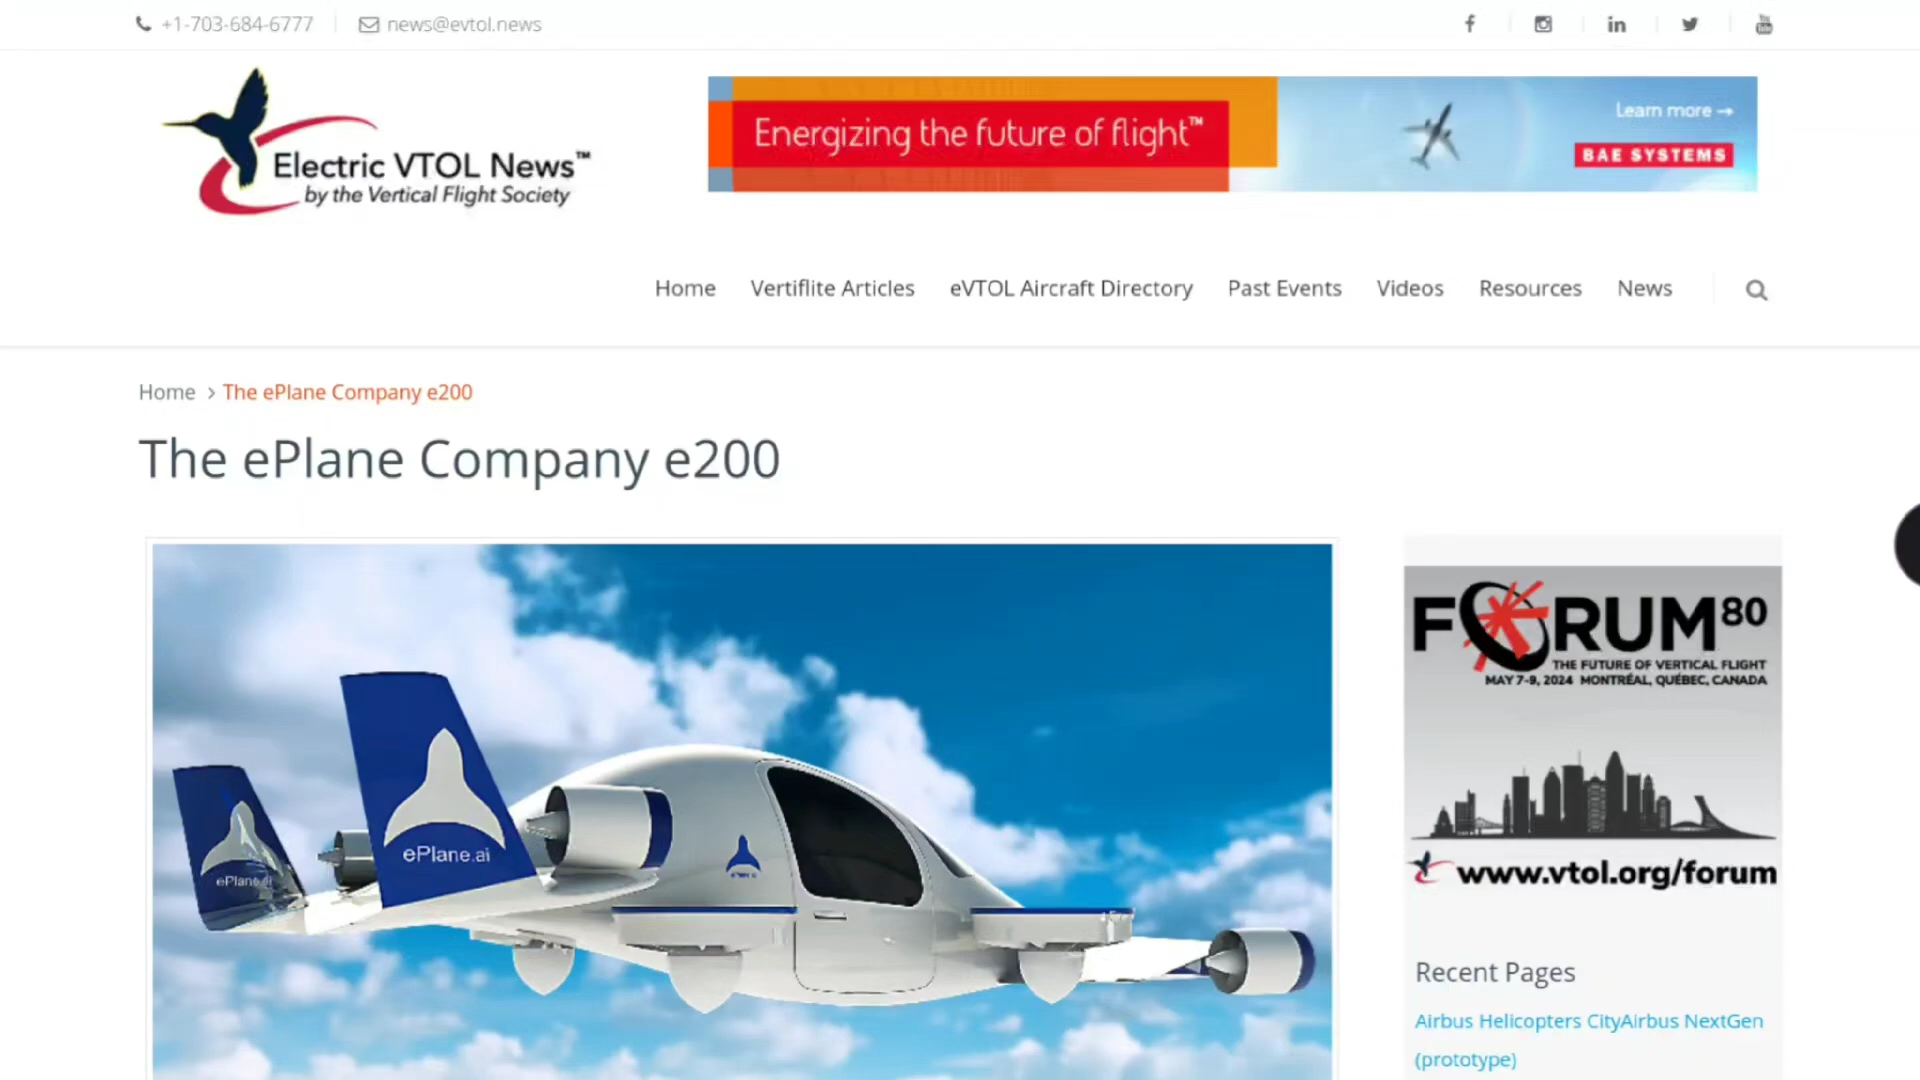 +1-703-684-6777
news@evtol.news
Electric VTOL News™
by the Vertical Flight Society
Energizing the future of flight™
Learn more →
BAE SYSTEMS
Home
Vertiflite Articles
eVTOL Aircraft Directory
Past Events
Videos
Resources
News
Home > The ePlane Company e200
The ePlane Company e200
ePlane.ai
ePlane.ai
FORUM 80
THE FUTURE OF VERTICAL FLIGHT
MAY 7-9, 2024 MONTRÉAL, QUÉBEC, CANADA
www.vtol.org/forum
Recent Pages
Airbus Helicopters CityAirbus NextGen
(prototype)